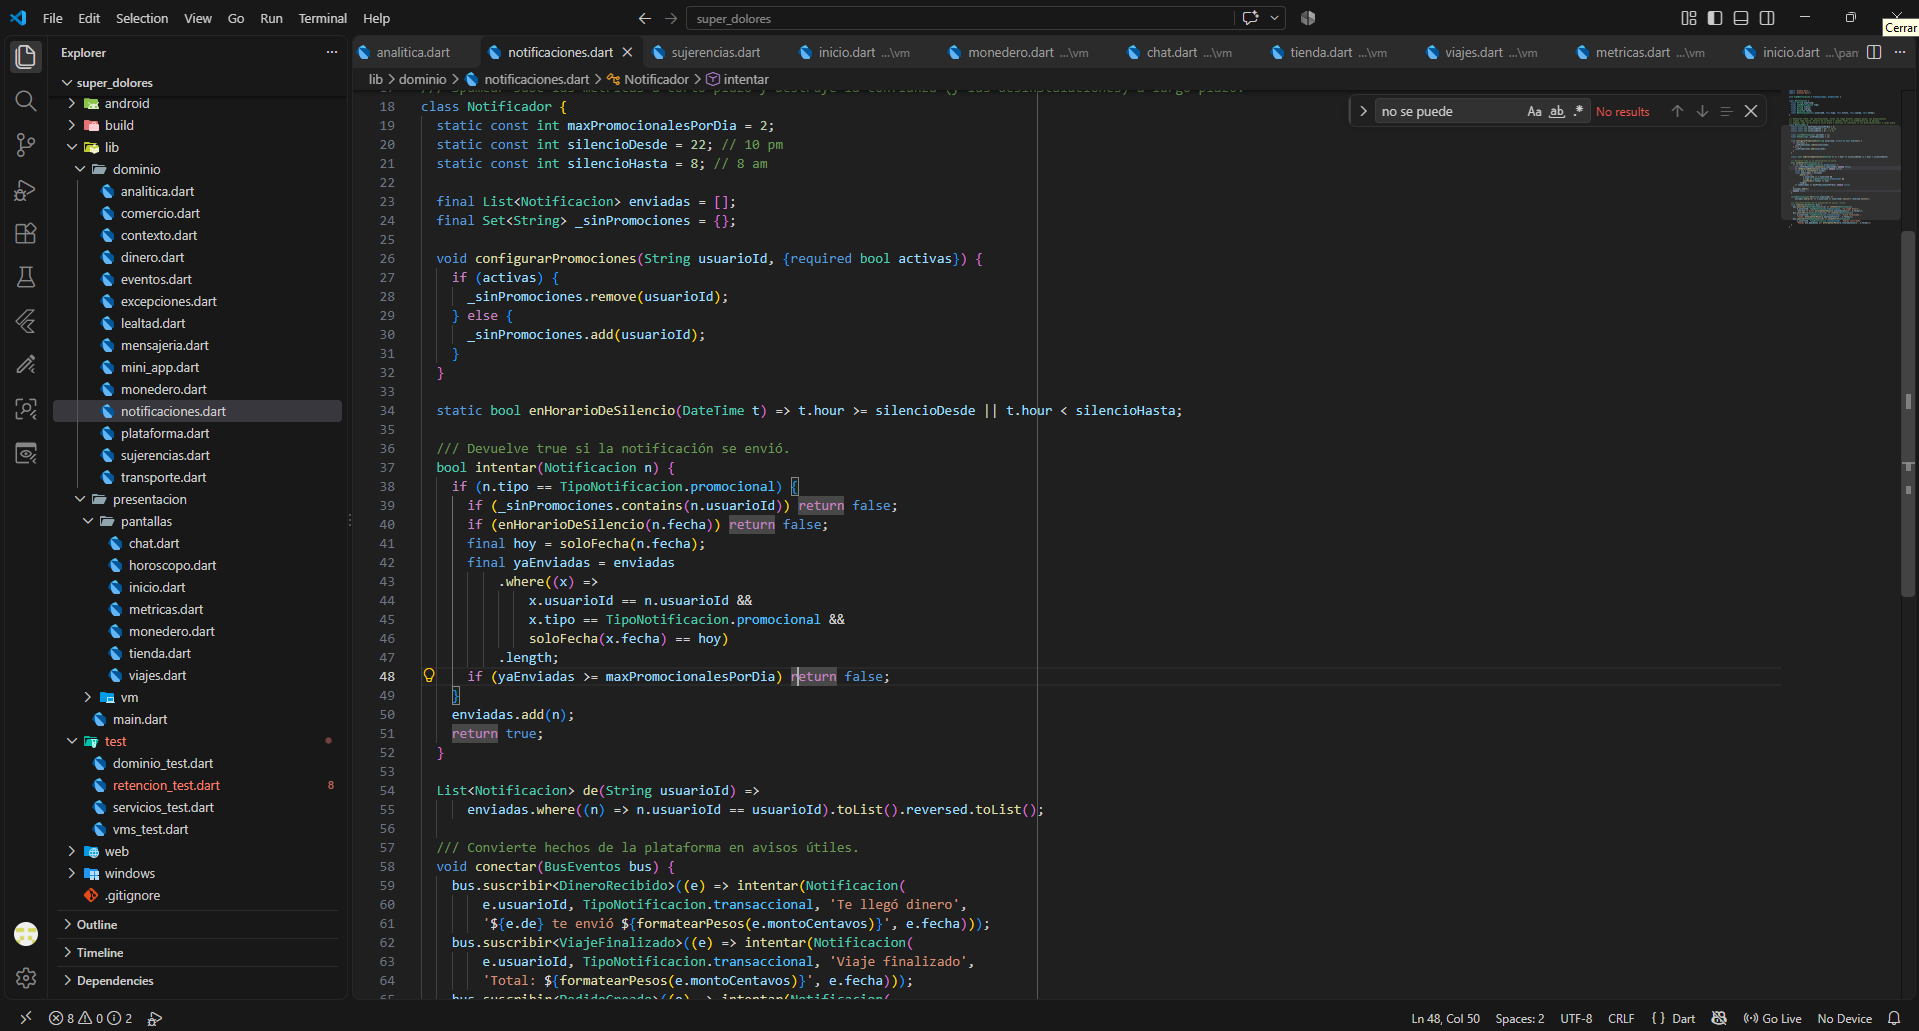 File Edit Selection View Go Run Terminal Help
super_dolores
Cerrar
Explorer
super_dolores
android
build
lib
dominio
analitica.dart
comercio.dart
contexto.dart
dinero.dart
eventos.dart
excepciones.dart
lealtad.dart
mensajeria.dart
mini_app.dart
monedero.dart
notificaciones.dart
plataforma.dart
sujerencias.dart
transporte.dart
presentacion
pantallas
chat.dart
horoscopo.dart
inicio.dart
metricas.dart
monedero.dart
tienda.dart
viajes.dart
vm
main.dart
test
dominio_test.dart
retencion_test.dart 8
servicios_test.dart
vms_test.dart
web
windows
.gitignore
Outline
Timeline
Dependencies
analitica.dart notificaciones.dart sujerencias.dart inicio.dart ...\vm monedero.dart ...\vm chat.dart ...\vm tienda.dart ...\vm viajes.dart ...\vm metricas.dart ...\vm inicio.dart ...\pan
lib > dominio > notificaciones.dart > Notificador > intentar
no se puede Aa ab .* No results
18 class Notificador {
19 static const int maxPromocionalesPorDia = 2;
20 static const int silencioDesde = 22; // 10 pm
21 static const int silencioHasta = 8; // 8 am
22
23 final List<Notificacion> enviadas = [];
24 final Set<String> _sinPromociones = {};
25
26 void configurarPromociones(String usuarioId, {required bool activas}) {
27 if (activas) {
28 _sinPromociones.remove(usuarioId);
29 } else {
30 _sinPromociones.add(usuarioId);
31 }
32 }
33
34 static bool enHorarioDeSilencio(DateTime t) => t.hour >= silencioDesde || t.hour < silencioHasta;
35
36 /// Devuelve true si la notificación se envió.
37 bool intentar(Notificacion n) {
38 if (n.tipo == TipoNotificacion.promocional) {
39 if (_sinPromociones.contains(n.usuarioId)) return false;
40 if (enHorarioDeSilencio(n.fecha)) return false;
41 final hoy = soloFecha(n.fecha);
42 final yaEnviadas = enviadas
43 .where((x) =>
44 x.usuarioId == n.usuarioId &&
45 x.tipo == TipoNotificacion.promocional &&
46 soloFecha(x.fecha) == hoy)
47 .length;
48 if (yaEnviadas >= maxPromocionalesPorDia) return false;
49 }
50 enviadas.add(n);
51 return true;
52 }
53
54 List<Notificacion> de(String usuarioId) =>
55 enviadas.where((n) => n.usuarioId == usuarioId).toList().reversed.toList();
56
57 /// Convierte hechos de la plataforma en avisos útiles.
58 void conectar(BusEventos bus) {
59 bus.suscribir<DineroRecibido>((e) => intentar(Notificacion(
60 e.usuarioId, TipoNotificacion.transaccional, 'Te llegó dinero',
61 '${e.de} te envió ${formatearPesos(e.montoCentavos)}', e.fecha)));
62 bus.suscribir<ViajeFinalizado>((e) => intentar(Notificacion(
63 e.usuarioId, TipoNotificacion.transaccional, 'Viaje finalizado',
64 'Total: ${formatearPesos(e.montoCentavos)}', e.fecha)));
8 0 2
Ln 48, Col 50 Spaces: 2 UTF-8 CRLF { } Dart Go Live No Device